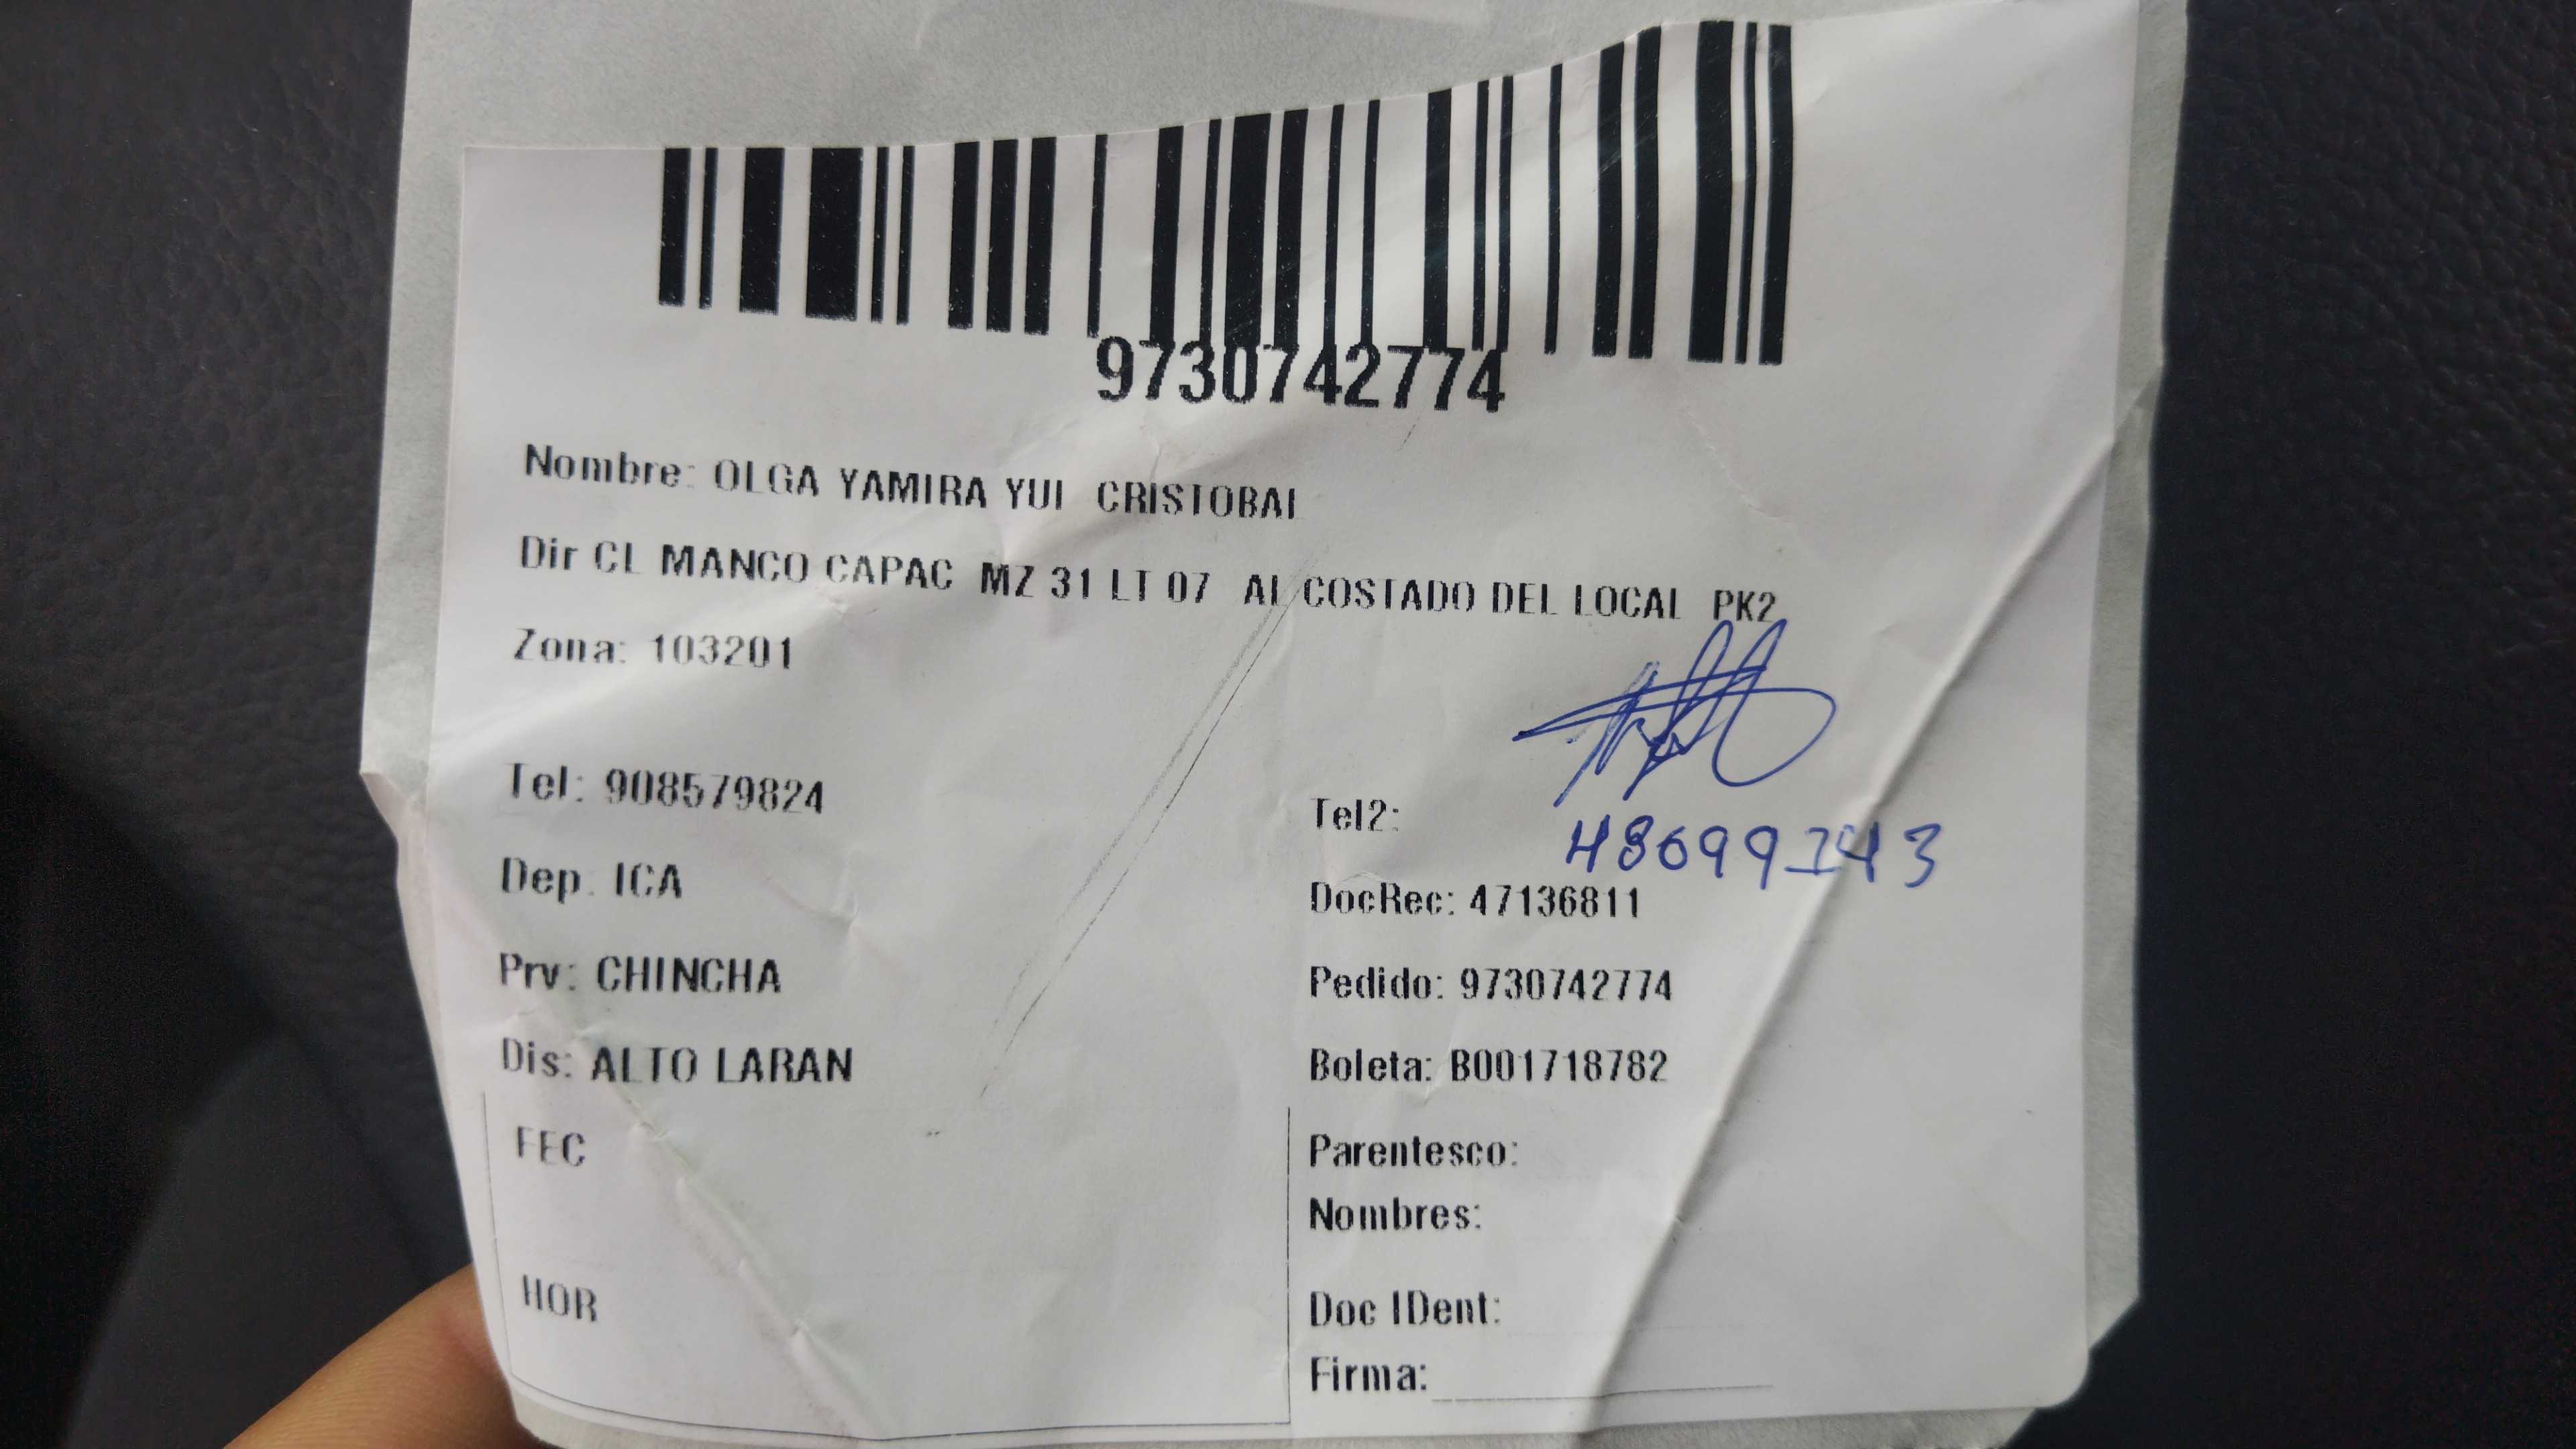 9730742774
Nombre: OLGA YAMIRA YUI CRISTOBAL
Dir CL MANCO CAPAC MZ 31 LT 07 AL COSTADO DEL LOCAL PK2
Zona: 103201
Tel: 908579824
Tel2:
48699143
Dep: ICA
DocRec: 47136811
Prv: CHINCHA
Pedido: 9730742774
Dis: ALTO LARAN
Boleta: B001718782
FEC
Parentesco:
Nombres:
HOR
Doc IDent:
Firma: